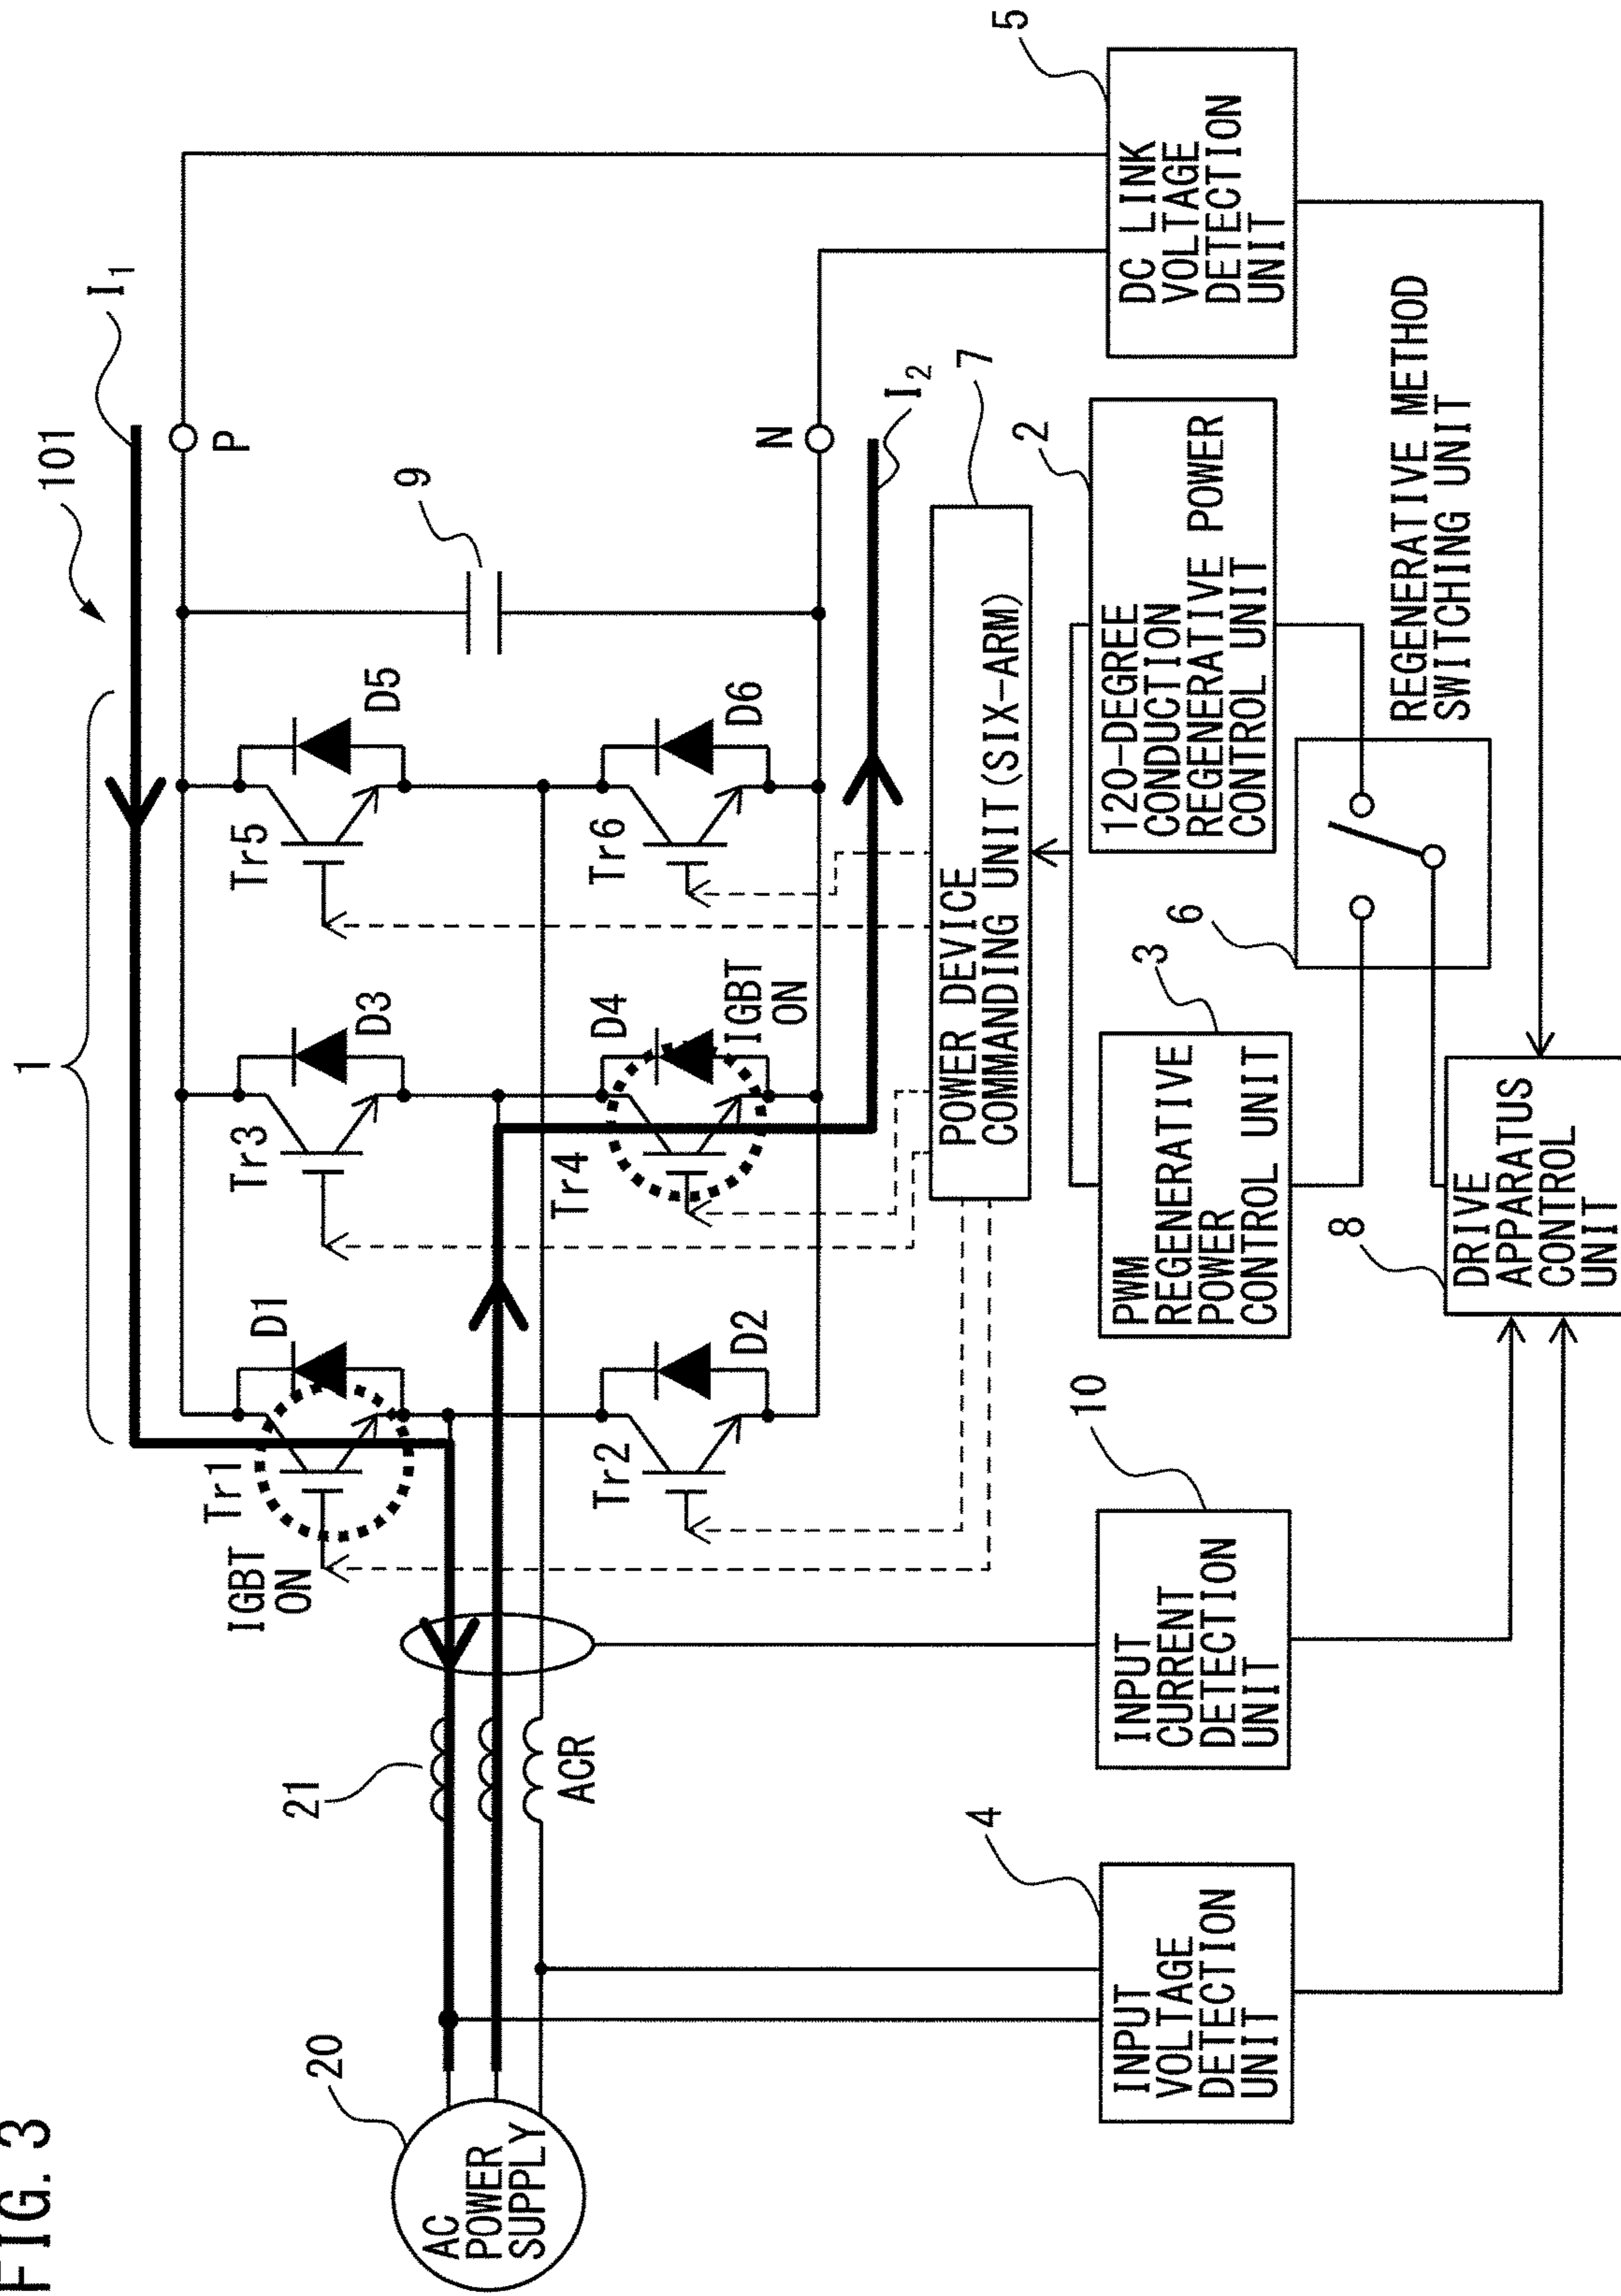 FIG. 3
101
I1
1
P
9
N
I2
7
5
20
21
ACR
AC
POWER
SUPPLY
IGBT
ON
Tr1
D1
Tr2
D2
Tr3
D3
Tr4
D4
IGBT
ON
Tr5
D5
Tr6
D6
POWER DEVICE
COMMANDING UNIT(SIX-ARM)
4
INPUT
VOLTAGE
DETECTION
UNIT
10
INPUT
CURRENT
DETECTION
UNIT
3
PWM
REGENERATIVE
POWER
CONTROL UNIT
2
120-DEGREE
CONDUCTION
REGENERATIVE POWER
CONTROL UNIT
DC LINK
VOLTAGE
DETECTION
UNIT
6
REGENERATIVE METHOD
SWITCHING UNIT
8
DRIVE
APPARATUS
CONTROL
UNIT